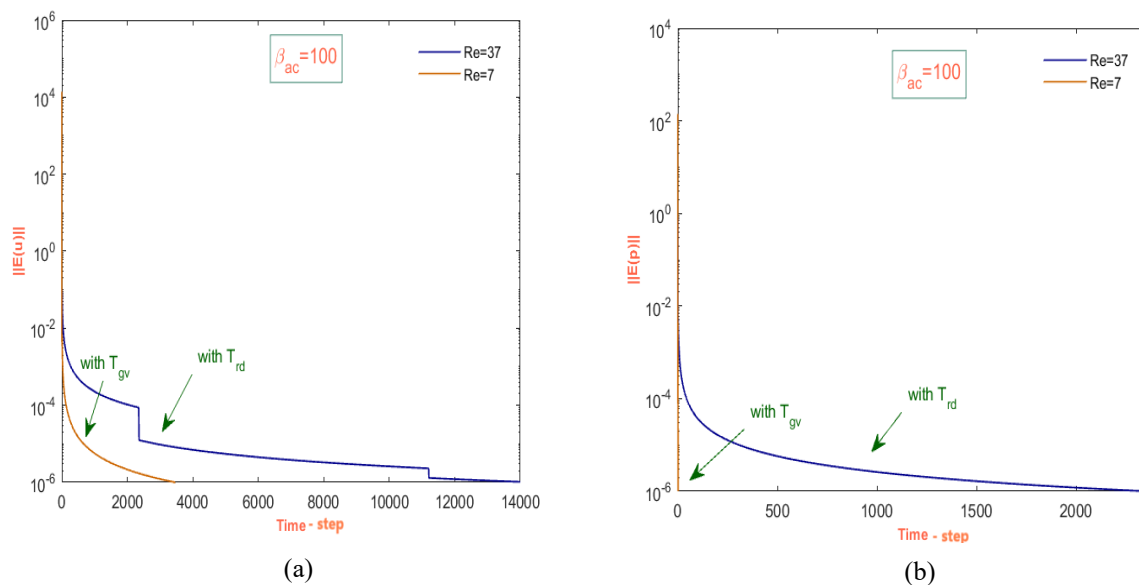 10^6
10^4
10^2
10^0
10^-2
10^-4
10^-6
||E(u)||
β_ac=100
Re=37
Re=7
with T_gv
with T_rd
0 2000 4000 6000 8000 10000 12000 14000
Time - step
(a)
10^4
10^2
10^0
10^-2
10^-4
10^-6
||E(p)||
β_ac=100
Re=37
Re=7
with T_gv
with T_rd
0 500 1000 1500 2000
Time - step
(b)